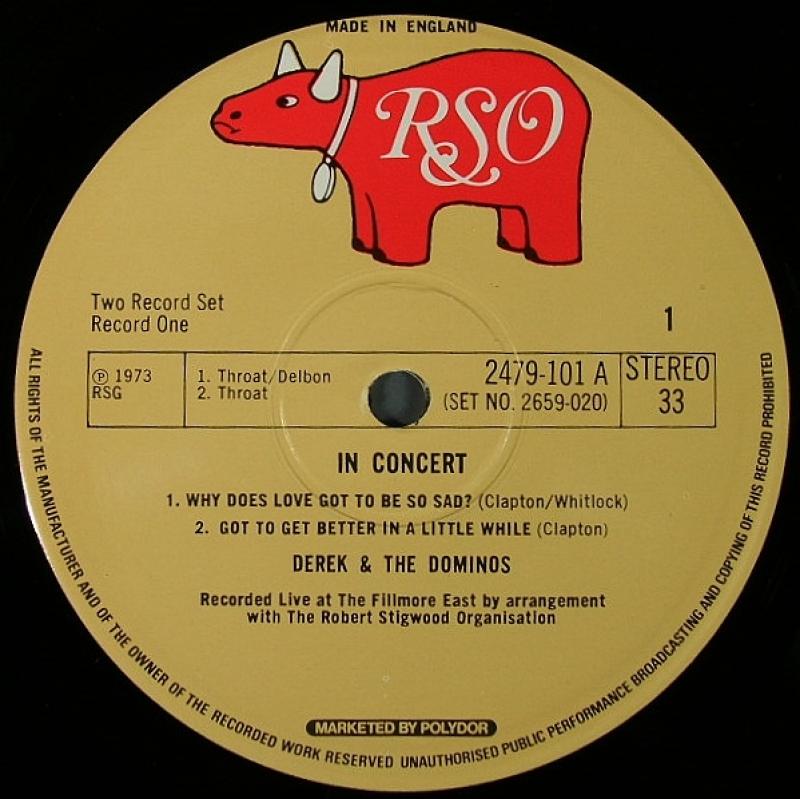 MADE IN ENGLAND
RSO
Two Record Set
Record One
1
℗ 1973
RSG
1. Throat/Delbon
2. Throat
2479-101 A
(SET NO. 2659-020)
STEREO
33
IN CONCERT
1. WHY DOES LOVE GOT TO BE SO SAD? (Clapton/Whitlock)
2. GOT TO GET BETTER IN A LITTLE WHILE (Clapton)
DEREK & THE DOMINOS
Recorded Live at The Fillmore East by arrangement
with The Robert Stigwood Organisation
MARKETED BY POLYDOR
ALL RIGHTS OF THE MANUFACTURER AND OF THE OWNER OF THE RECORDED WORK RESERVED UNAUTHORISED PUBLIC PERFORMANCE BROADCASTING AND COPYING OF THIS RECORD PROHIBITED